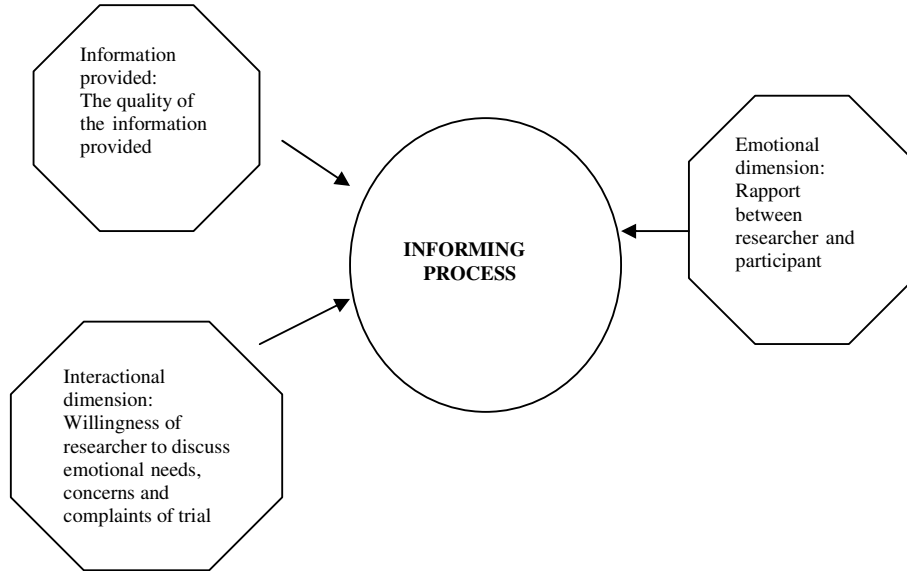 Information
provided:
The quality of
the information
provided
Emotional
dimension:
Rapport
between
researcher and
participant
INFORMING
PROCESS
Interactional
dimension:
Willingness of
researcher to discuss
emotional needs,
concerns and
complaints of trial